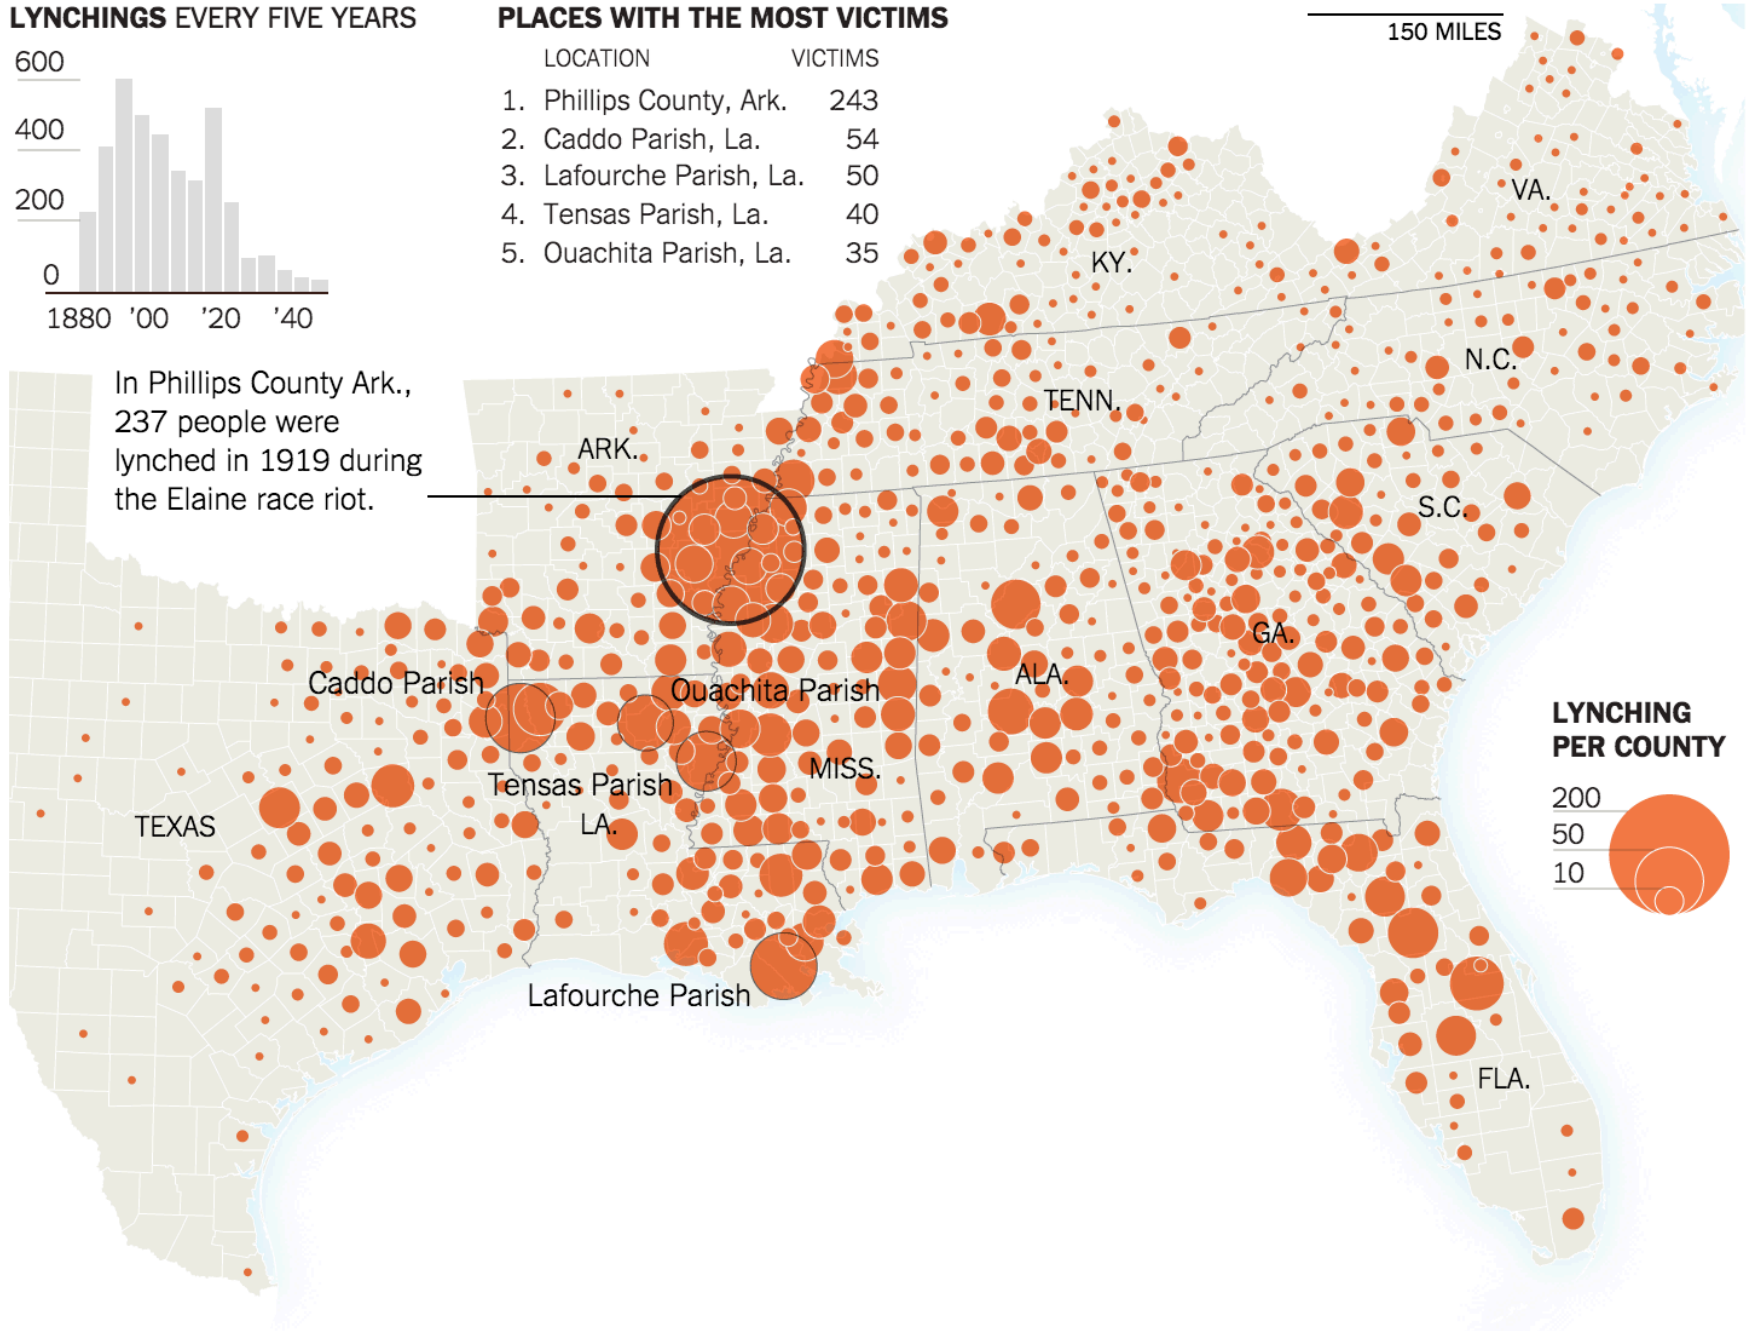 LYNCHINGS EVERY FIVE YEARS
600
400
200
0
1880 '00 '20 '40
PLACES WITH THE MOST VICTIMS
LOCATION VICTIMS
1. Phillips County, Ark. 243
2. Caddo Parish, La. 54
3. Lafourche Parish, La. 50
4. Tensas Parish, La. 40
5. Ouachita Parish, La. 35
150 MILES
In Phillips County Ark.,
237 people were
lynched in 1919 during
the Elaine race riot.
VA.
KY.
N.C.
TENN.
ARK.
S.C.
GA.
ALA.
Caddo Parish
Ouachita Parish
MISS.
Tensas Parish
LA.
TEXAS
Lafourche Parish
FLA.
LYNCHING
PER COUNTY
200
50
10